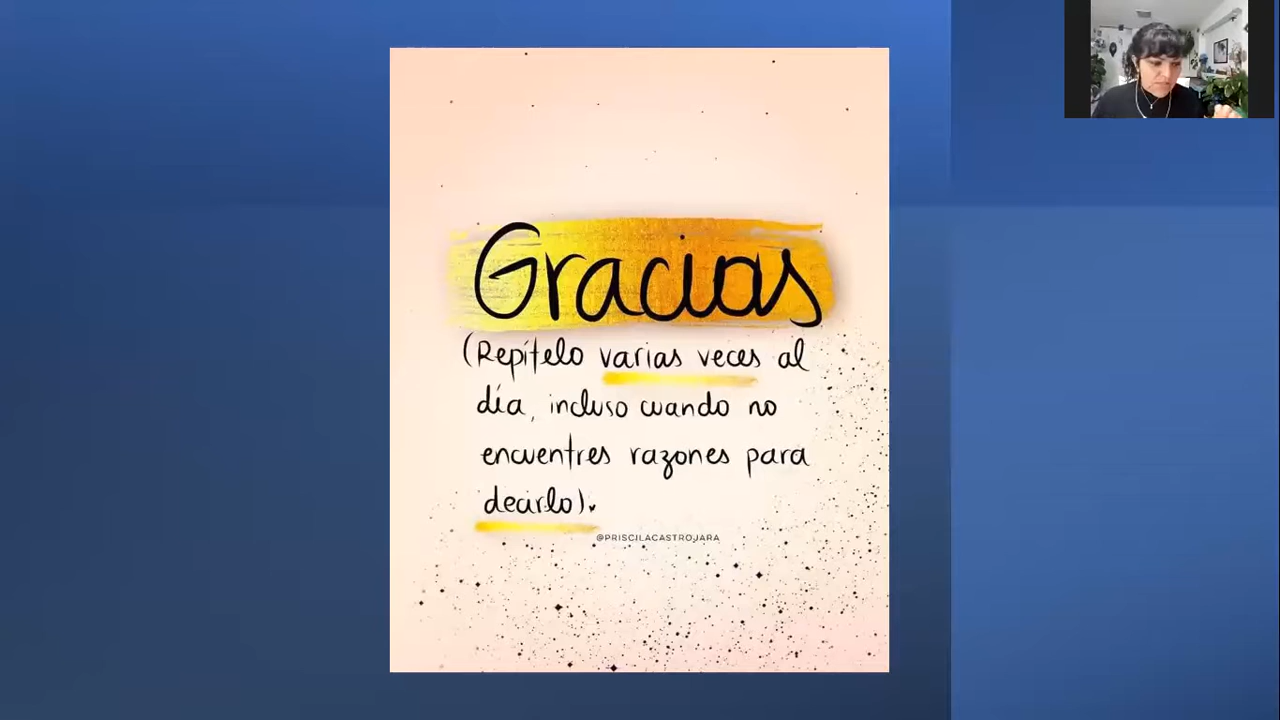 Gracias
(Repítelo varias veces al
día, incluso cuando no
encuentres razones para
decirlo).
@PRISCILACASTROJARA